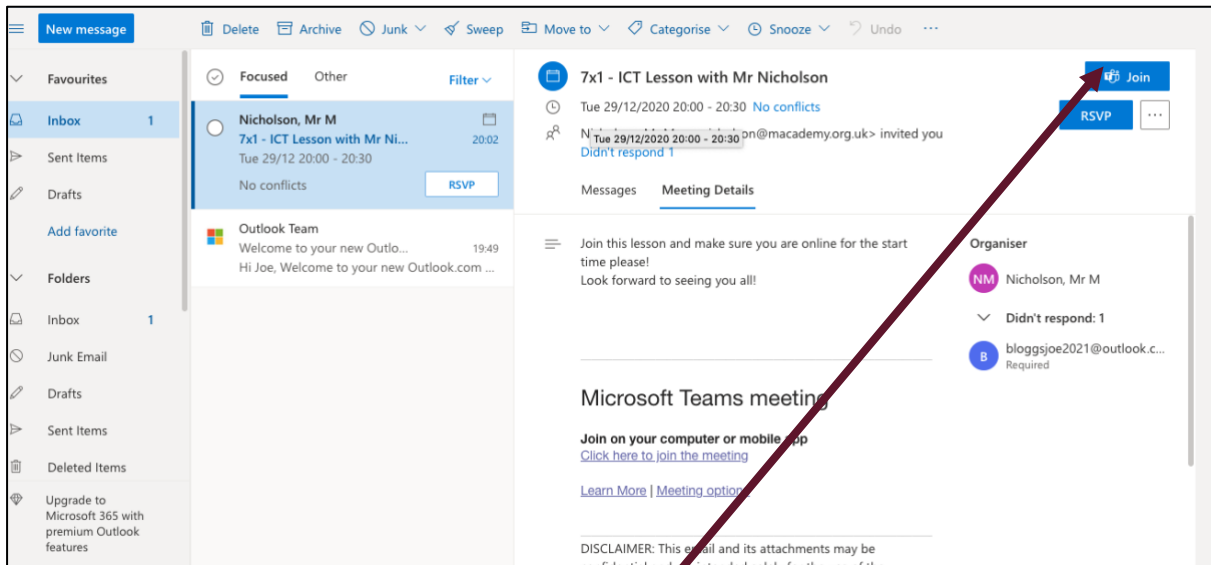 New message
Delete
Archive
Junk
Sweep
Move to
Categorise
Snooze
Undo
Favourites
Inbox 1
Sent Items
Drafts
Add favorite
Folders
Inbox 1
Junk Email
Drafts
Sent Items
Deleted Items
Upgrade to
Microsoft 365 with
premium Outlook
features
Focused Other Filter
Nicholson, Mr M
7x1 - ICT Lesson with Mr Ni... 20:02
Tue 29/12 20:00 - 20:30
No conflicts RSVP
Outlook Team
Welcome to your new Outlo... 19:49
Hi Joe, Welcome to your new Outlook.com ...
7x1 - ICT Lesson with Mr Nicholson
Join
Tue 29/12/2020 20:00 - 20:30 No conflicts
RSVP ...
on@macademy.org.uk> invited you
Tue 29/12/2020 20:00 - 20:30
Didn't respond 1
Messages Meeting Details
Join this lesson and make sure you are online for the start
time please!
Look forward to seeing you all!
Microsoft Teams meeting
Join on your computer or mobile app
Click here to join the meeting
Learn More | Meeting options
DISCLAIMER: This email and its attachments may be
Organiser
NM Nicholson, Mr M
Didn't respond: 1
B bloggsjoe2021@outlook.c...
Required